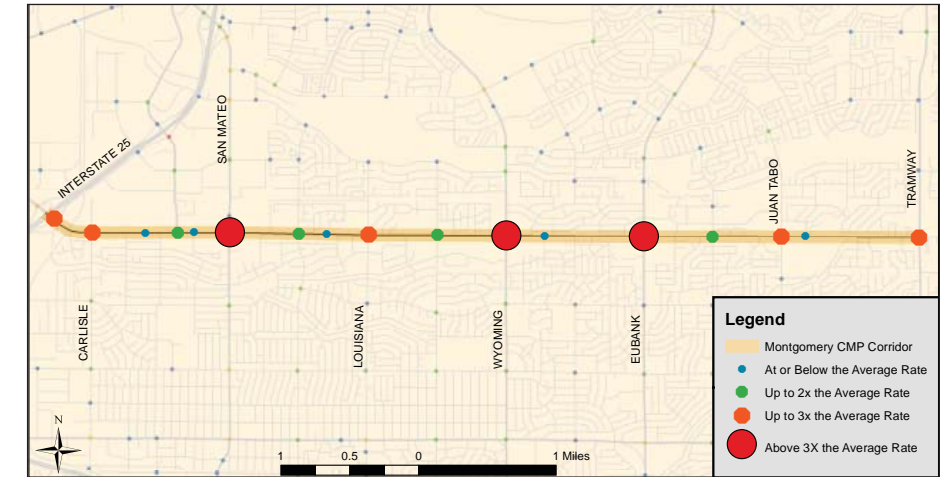 INTERSTATE 25
SAN MATEO
JUAN TABO
TRAMWAY
CARLISLE
LOUISIANA
WYOMING
EUBANK
Legend
Montgomery CMP Corridor
At or Below the Average Rate
Up to 2x the Average Rate
Up to 3x the Average Rate
Above 3X the Average Rate
N
1 0.5 0 1 Miles